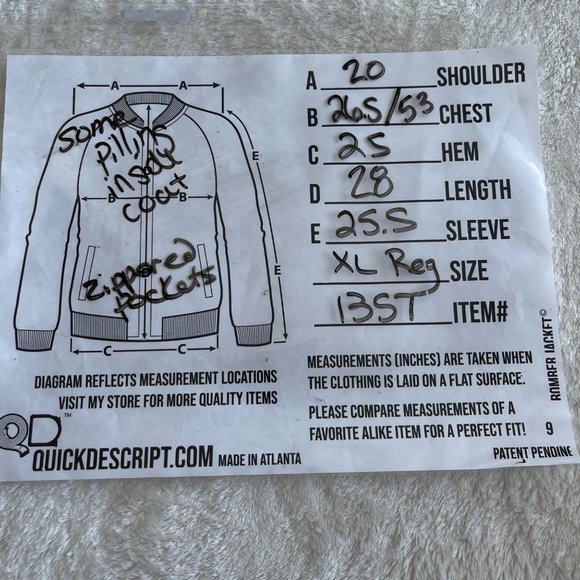 A A
A 20 SHOULDER
B 26.5/53 CHEST
C 25 HEM
D 28 LENGTH
E 25.5 SLEEVE
XL Reg SIZE
13ST ITEM#
Some
pilling
inside
coat
B B
E
E
zippered
pockets
C C
DIAGRAM REFLECTS MEASUREMENT LOCATIONS
VISIT MY STORE FOR MORE QUALITY ITEMS
QD™
QUICKDESCRIPT.COM MADE IN ATLANTA
MEASUREMENTS (INCHES) ARE TAKEN WHEN
THE CLOTHING IS LAID ON A FLAT SURFACE.
PLEASE COMPARE MEASUREMENTS OF A
FAVORITE ALIKE ITEM FOR A PERFECT FIT! 9
PATENT PENDING
BOMBER JACKET©